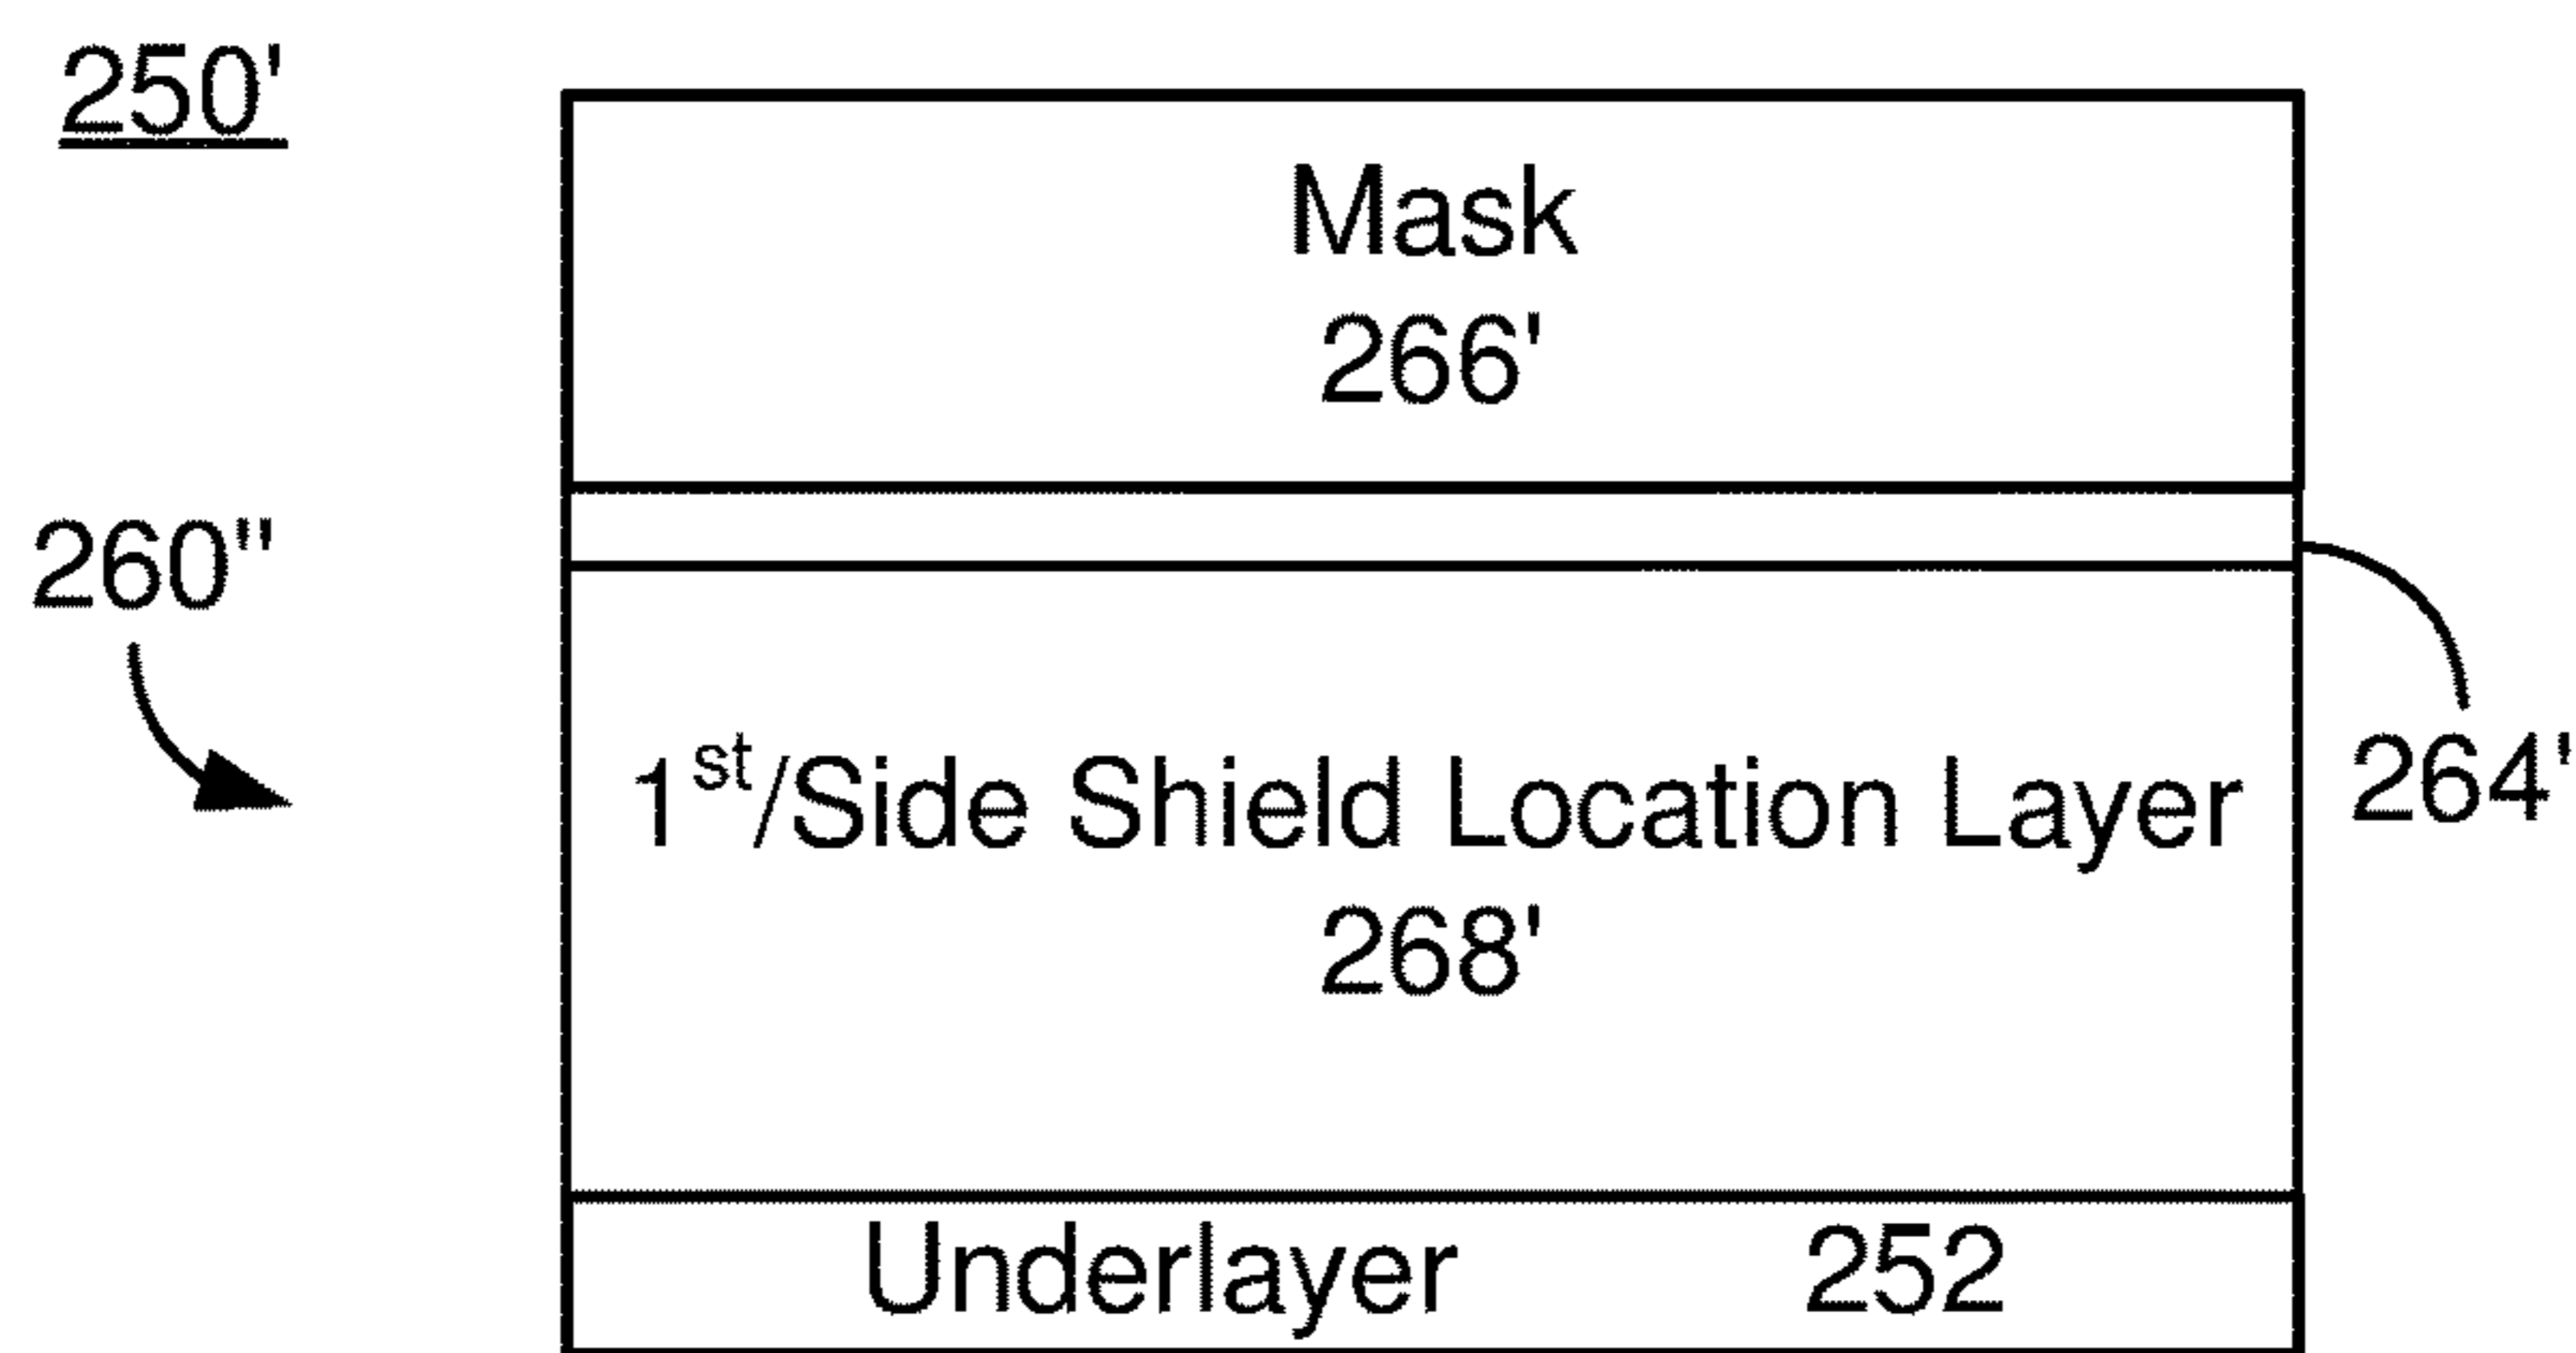 250'
Mask
266'
260"
1st/Side Shield Location Layer
264'
268'
Underlayer 252